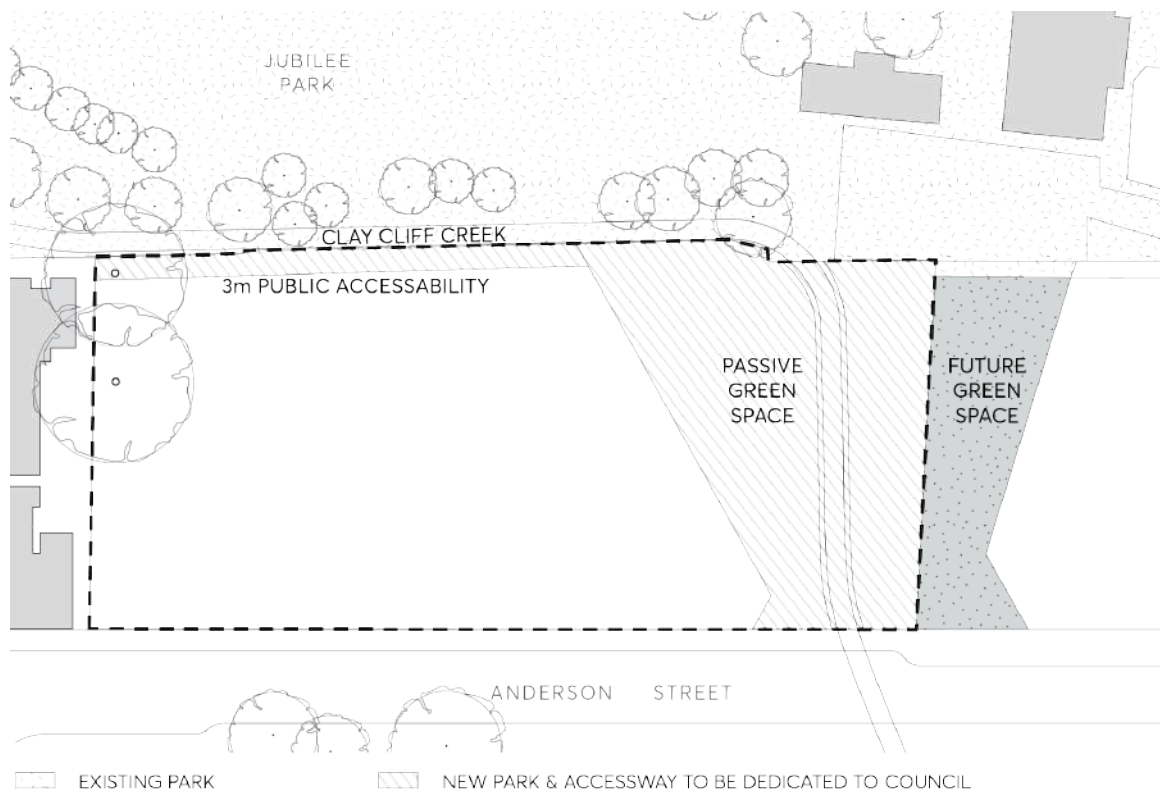 JUBILEE
PARK
CLAY CLIFF CREEK
3m PUBLIC ACCESSABILITY
PASSIVE
GREEN
SPACE
FUTURE
GREEN
SPACE
ANDERSON STREET
EXISTING PARK
NEW PARK & ACCESSWAY TO BE DEDICATED TO COUNCIL